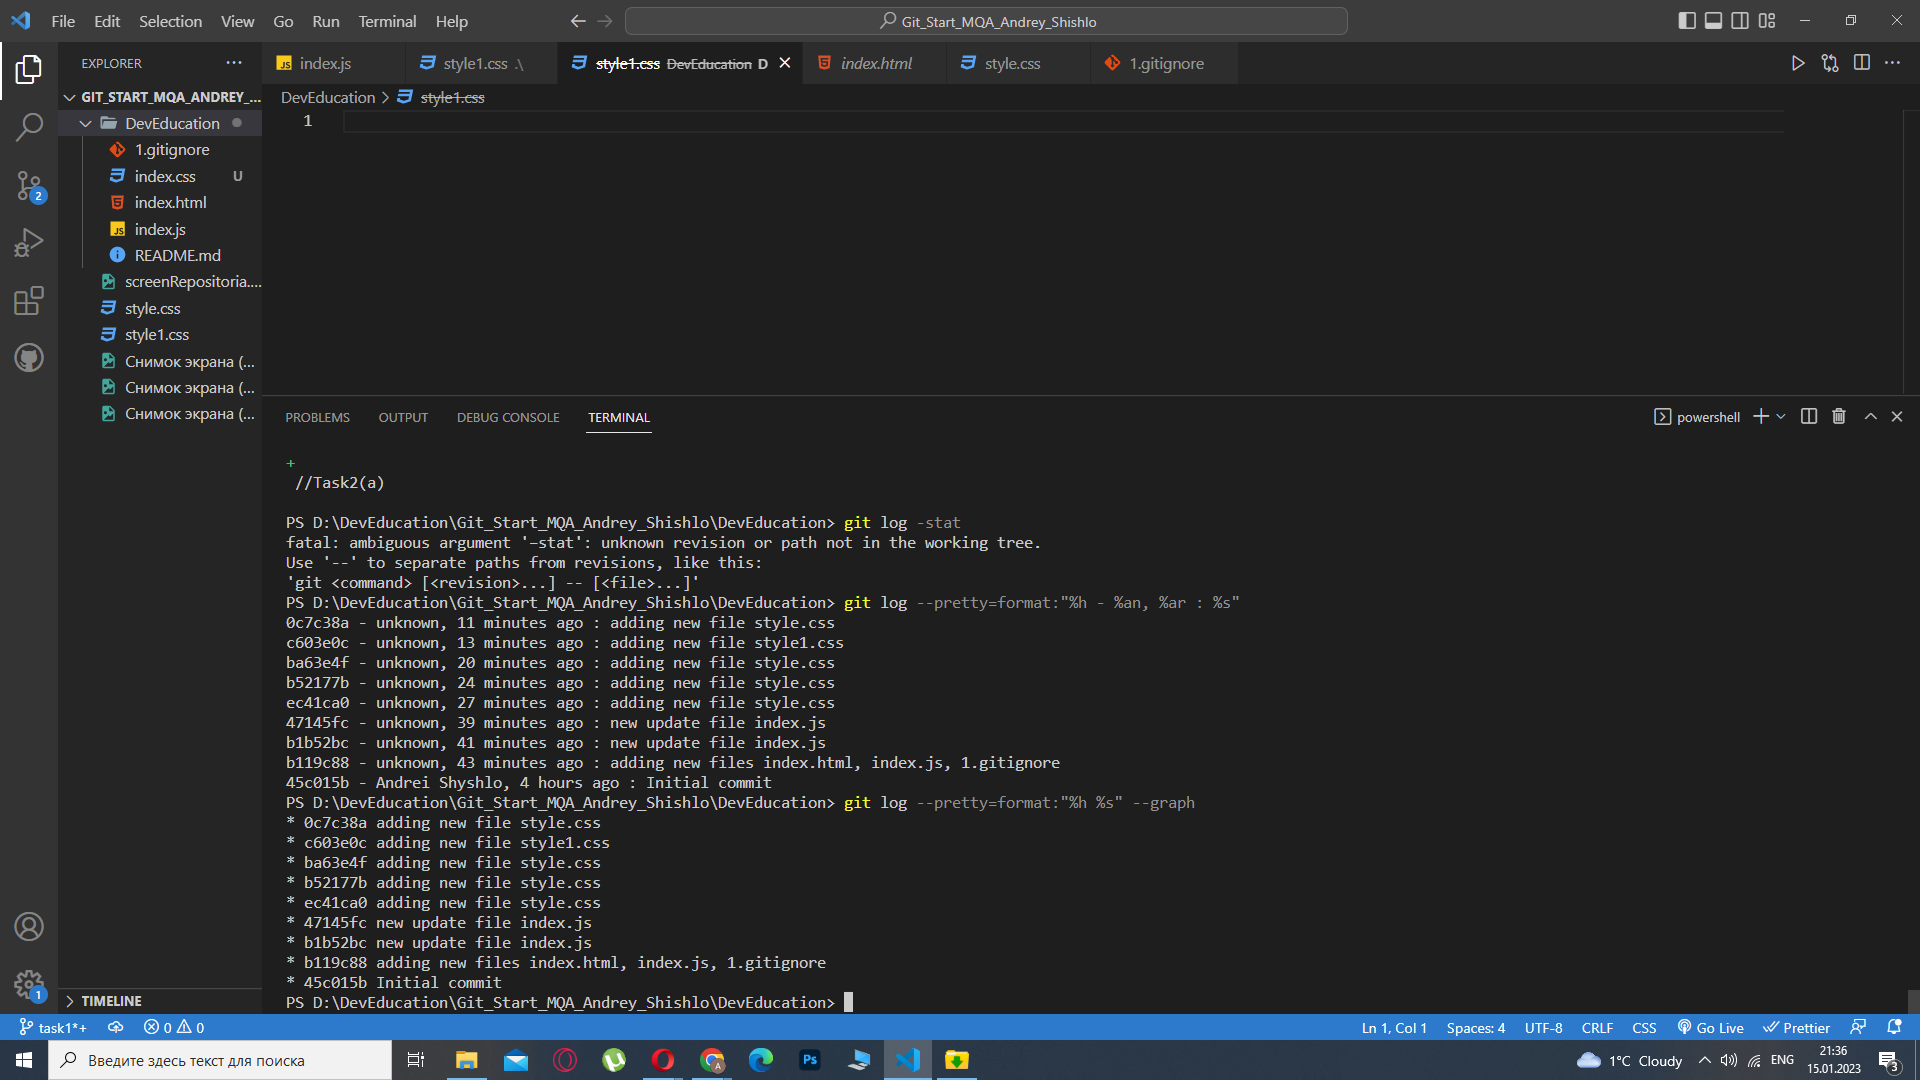 File Edit Selection View Go Run Terminal Help
Git_Start_MQA_Andrey_Shishlo
EXPLORER
index.js
style1.css .\
style1.css DevEducation D
index.html
style.css
1.gitignore
GIT_START_MQA_ANDREY_...
DevEducation > style1.css
1
DevEducation
1.gitignore
index.css U
index.html
index.js
README.md
screenRepositoria....
style.css
style1.css
Снимок экрана (...
Снимок экрана (...
Снимок экрана (...
2
PROBLEMS OUTPUT DEBUG CONSOLE TERMINAL
powershell
+
//Task2(a)
PS D:\DevEducation\Git_Start_MQA_Andrey_Shishlo\DevEducation> git log -stat
fatal: ambiguous argument '–stat': unknown revision or path not in the working tree.
Use '--' to separate paths from revisions, like this:
'git <command> [<revision>...] -- [<file>...]'
PS D:\DevEducation\Git_Start_MQA_Andrey_Shishlo\DevEducation> git log --pretty=format:"%h - %an, %ar : %s"
0c7c38a - unknown, 11 minutes ago : adding new file style.css
c603e0c - unknown, 13 minutes ago : adding new file style1.css
ba63e4f - unknown, 20 minutes ago : adding new file style.css
b52177b - unknown, 24 minutes ago : adding new file style.css
ec41ca0 - unknown, 27 minutes ago : adding new file style.css
47145fc - unknown, 39 minutes ago : new update file index.js
b1b52bc - unknown, 41 minutes ago : new update file index.js
b119c88 - unknown, 43 minutes ago : adding new files index.html, index.js, 1.gitignore
45c015b - Andrei Shyshlo, 4 hours ago : Initial commit
PS D:\DevEducation\Git_Start_MQA_Andrey_Shishlo\DevEducation> git log --pretty=format:"%h %s" --graph
* 0c7c38a adding new file style.css
* c603e0c adding new file style1.css
* ba63e4f adding new file style.css
* b52177b adding new file style.css
* ec41ca0 adding new file style.css
* 47145fc new update file index.js
* b1b52bc new update file index.js
* b119c88 adding new files index.html, index.js, 1.gitignore
* 45c015b Initial commit
PS D:\DevEducation\Git_Start_MQA_Andrey_Shishlo\DevEducation>
1
TIMELINE
task1*+ 0 0
Ln 1, Col 1 Spaces: 4 UTF-8 CRLF CSS Go Live Prettier
Введите здесь текст для поиска
A
Ps
1°C Cloudy
ENG
21:36
15.01.2023
3